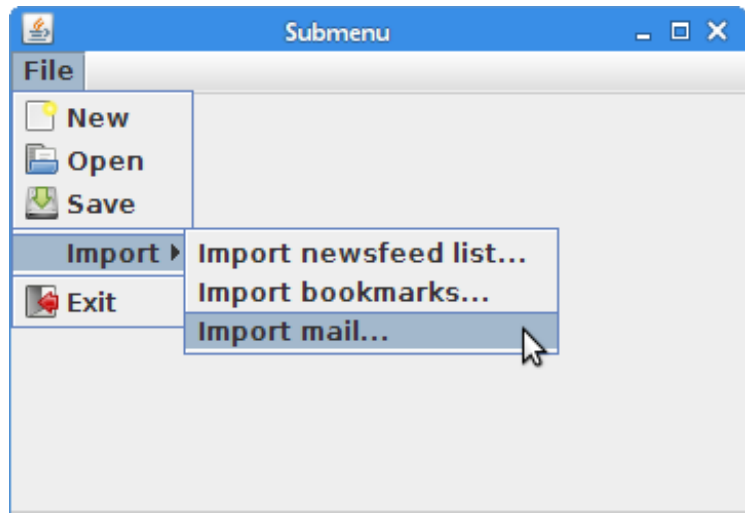 Submenu
File
New
Open
Save
Import
Import newsfeed list...
Import bookmarks...
Import mail...
Exit